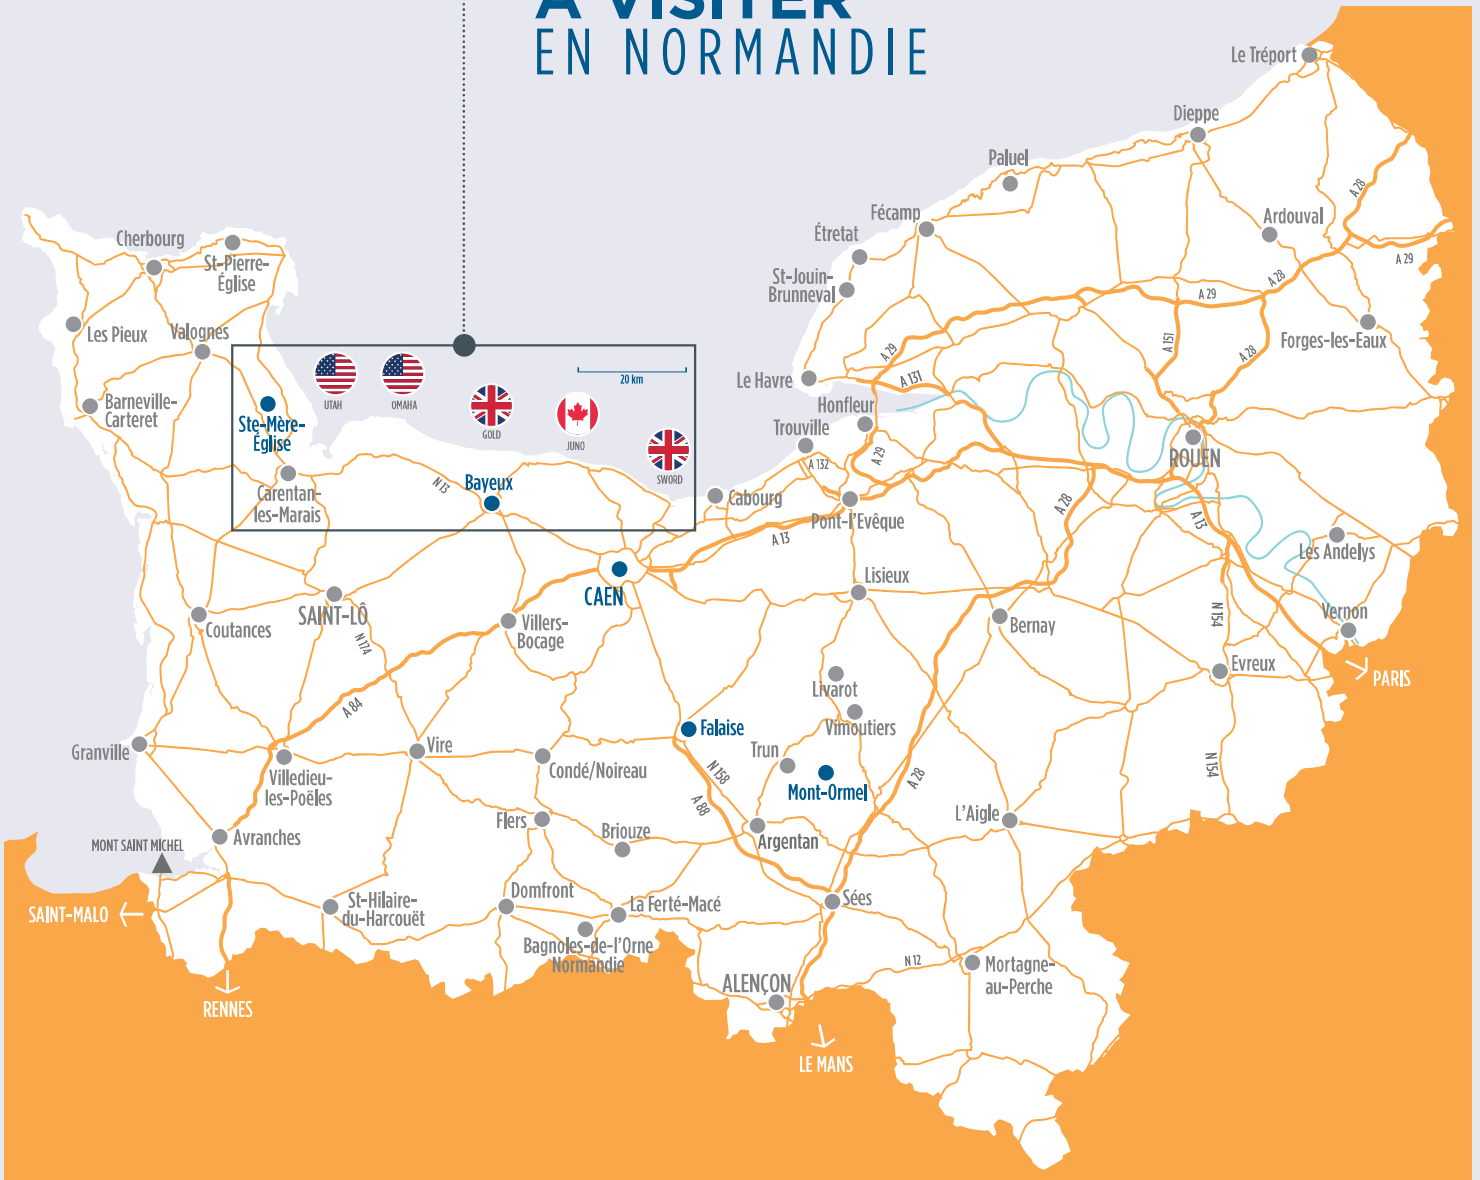 À VISITER
EN NORMANDIE
Le Tréport
Dieppe
Paluel
Fécamp
Étretat
St-Jouin-
Brunneval
Ardouval
A 28
A 29
A 28
A 29
Forges-les-Eaux
A 151
A 28
A 29
A 131
Le Havre
Honfleur
Trouville
A 132
A 29
ROUEN
Cherbourg
St-Pierre-
Église
Les Pieux
Valognes
Barneville-
Carteret
Ste-Mère-
Église
Carentan-
les-Marais
UTAH
OMAHA
GOLD
JUNO
SWORD
20 km
N 13
Bayeux
Cabourg
Pont-l'Evêque
A 13
A 28
A 13
Les Andelys
CAEN
Lisieux
Vernon
PARIS
Bernay
N 154
Evreux
N 154
Coutances
SAINT-LÔ
N 174
Villers-
Bocage
A 84
Livarot
Vimoutiers
Falaise
Trun
N 158
A 88
Mont-Ormel
A 28
Granville
Villedieu-
les-Poëles
Vire
Condé/Noireau
Flers
Briouze
Argentan
L'Aigle
Avranches
MONT SAINT MICHEL
SAINT-MALO
St-Hilaire-
du-Harcouët
Domfront
La Ferté-Macé
Bagnoles-de-l'Orne
Normandie
Sées
N 12
Mortagne-
au-Perche
ALENÇON
RENNES
LE MANS